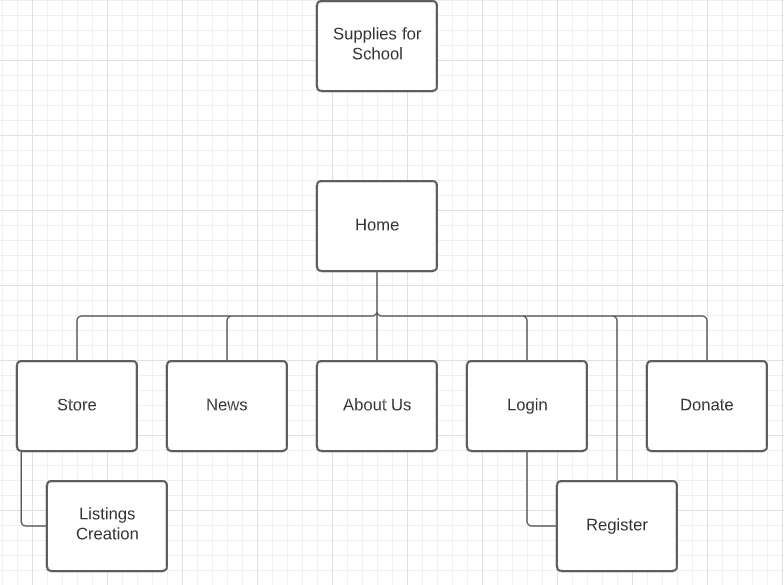 Supplies for
School
Home
Store
News
About Us
Login
Donate
Listings
Creation
Register